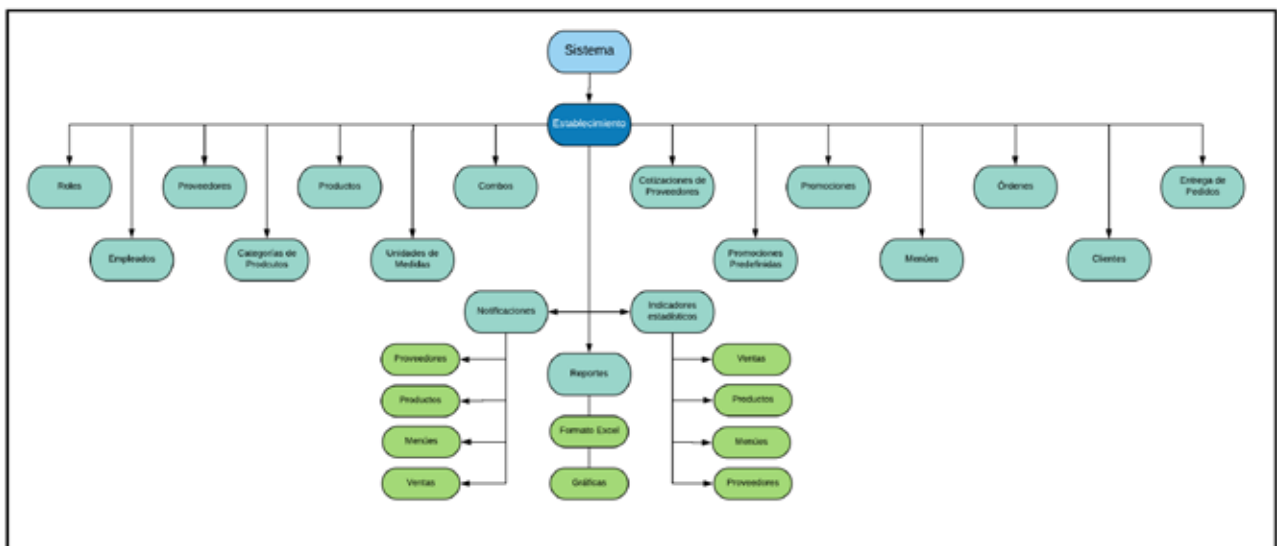 Sistema
Establecimiento
Roles
Proveedores
Productos
Combos
Cotizaciones de
Proveedores
Promociones
Órdenes
Entrega de
Pedidos
Empleados
Categorías de
Prodcutos
Unidades de
Medidas
Promociones
Predefinidas
Menúes
Clientes
Notificaciones
Indicadores
estadísticos
Proveedores
Productos
Menúes
Ventas
Reportes
Formato Excel
Gráficas
Ventas
Productos
Menúes
Proveedores